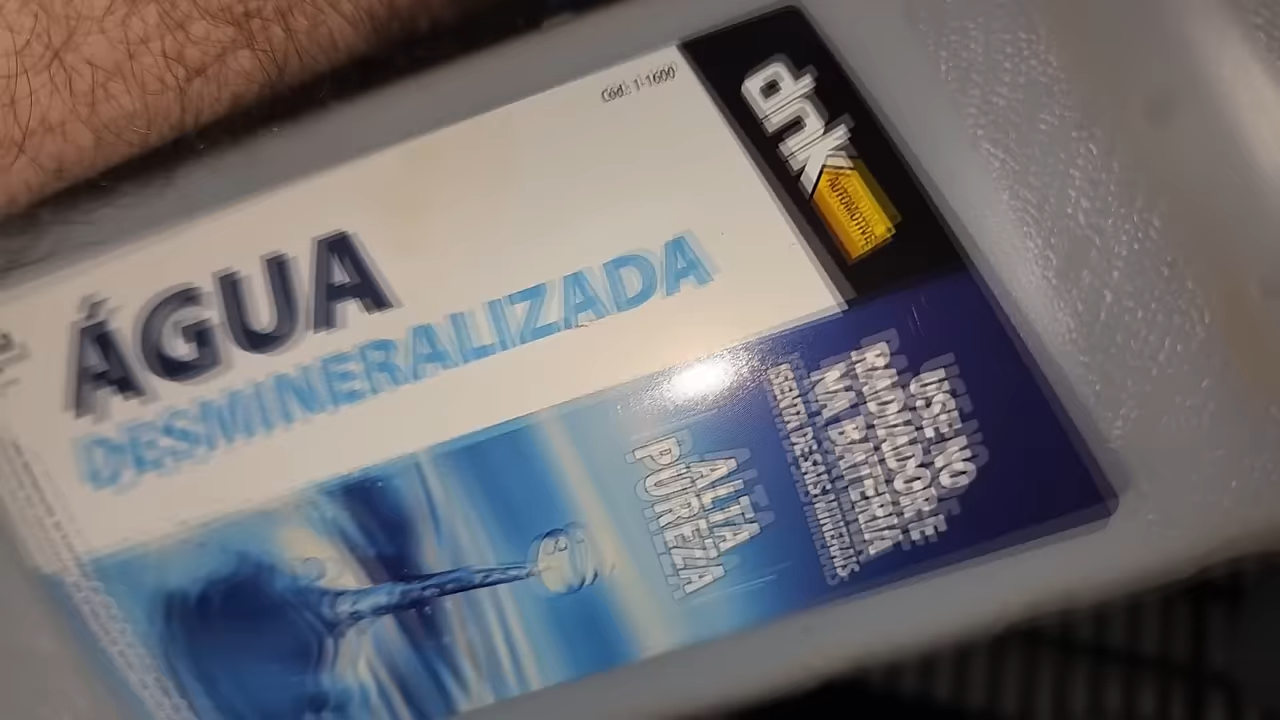 dnk
AUTOMOTIVE
Cód.: 1-1600
ÁGUA
DESMINERALIZADA
USE NO
RADIADOR E
NA BATERIA
ISENTA DE SAIS MINERAIS
ALTA
PUREZA